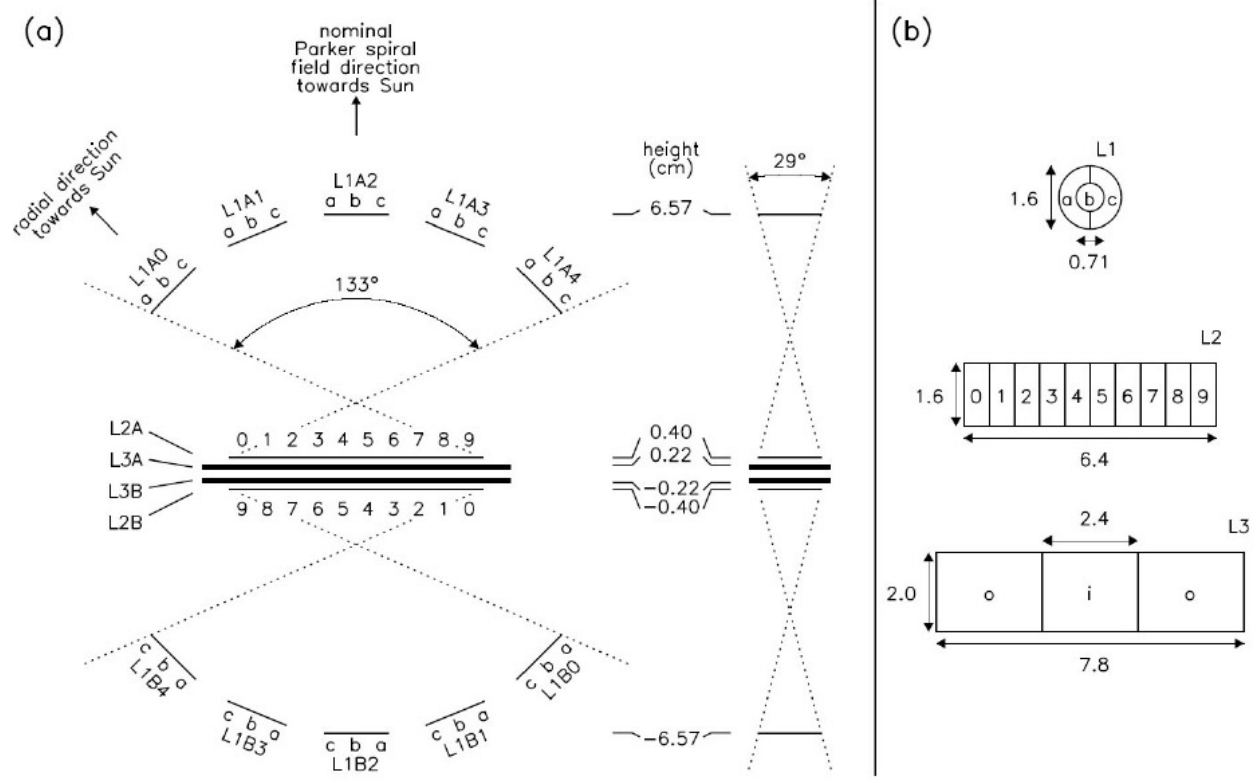 (a)
nominal
Parker spiral
field direction
towards Sun
radial direction
towards Sun
L1A0
a b c
L1A1
a b c
L1A2
a b c
L1A3
a b c
L1A4
a b c
133°
height
(cm)
6.57
29°
L2A
L3A
L3B
L2B
0 1 2 3 4 5 6 7 8 9
9 8 7 6 5 4 3 2 1 0
0.40
0.22
-0.22
-0.40
c b a
L1B4
c b a
L1B3
c b a
L1B2
c b a
L1B1
c b a
L1B0
-6.57
(b)
L1
1.6
a b c
0.71
L2
1.6
0 1 2 3 4 5 6 7 8 9
6.4
2.4
L3
2.0
o i o
7.8